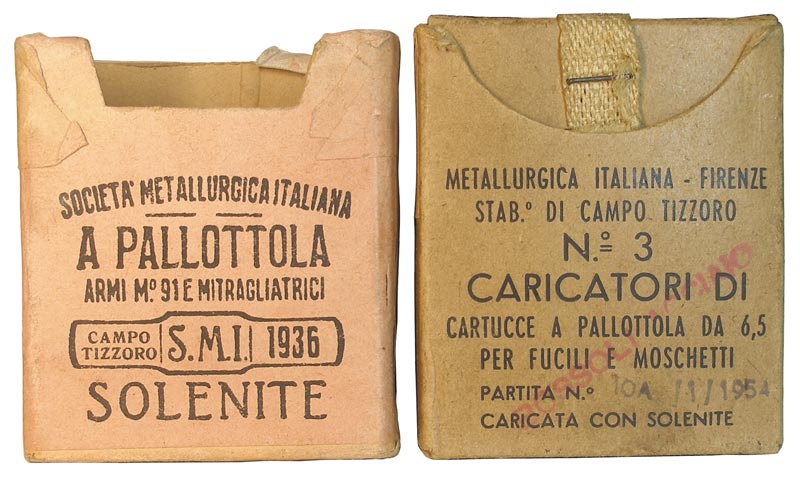 SOCIETA' METALLURGICA ITALIANA
A PALLOTTOLA
ARMI Mº 91 E MITRAGLIATRICI
CAMPO TIZZORO S.M.I. 1936
SOLENITE
METALLURGICA ITALIANA - FIRENZE
STAB.º DI CAMPO TIZZORO
N.º 3
CARICATORI DI
CARTUCCE A PALLOTTOLA DA 6,5
PER FUCILI E MOSCHETTI
PARTITA N.º 10A /1/1954
CARICATA CON SOLENITE